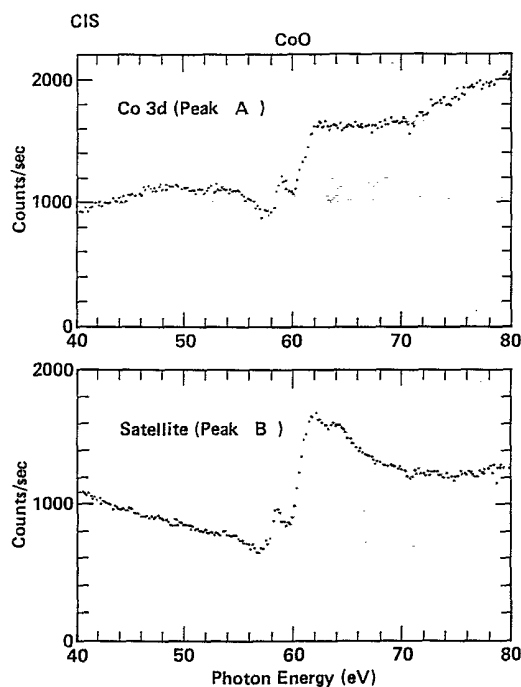 CIS
CoO
2000
Co 3d (Peak A)
Counts/sec
1000
0
40 50 60 70 80
2000
Satellite (Peak B)
Counts/sec
1000
0
40 50 60 70 80
Photon Energy (eV)